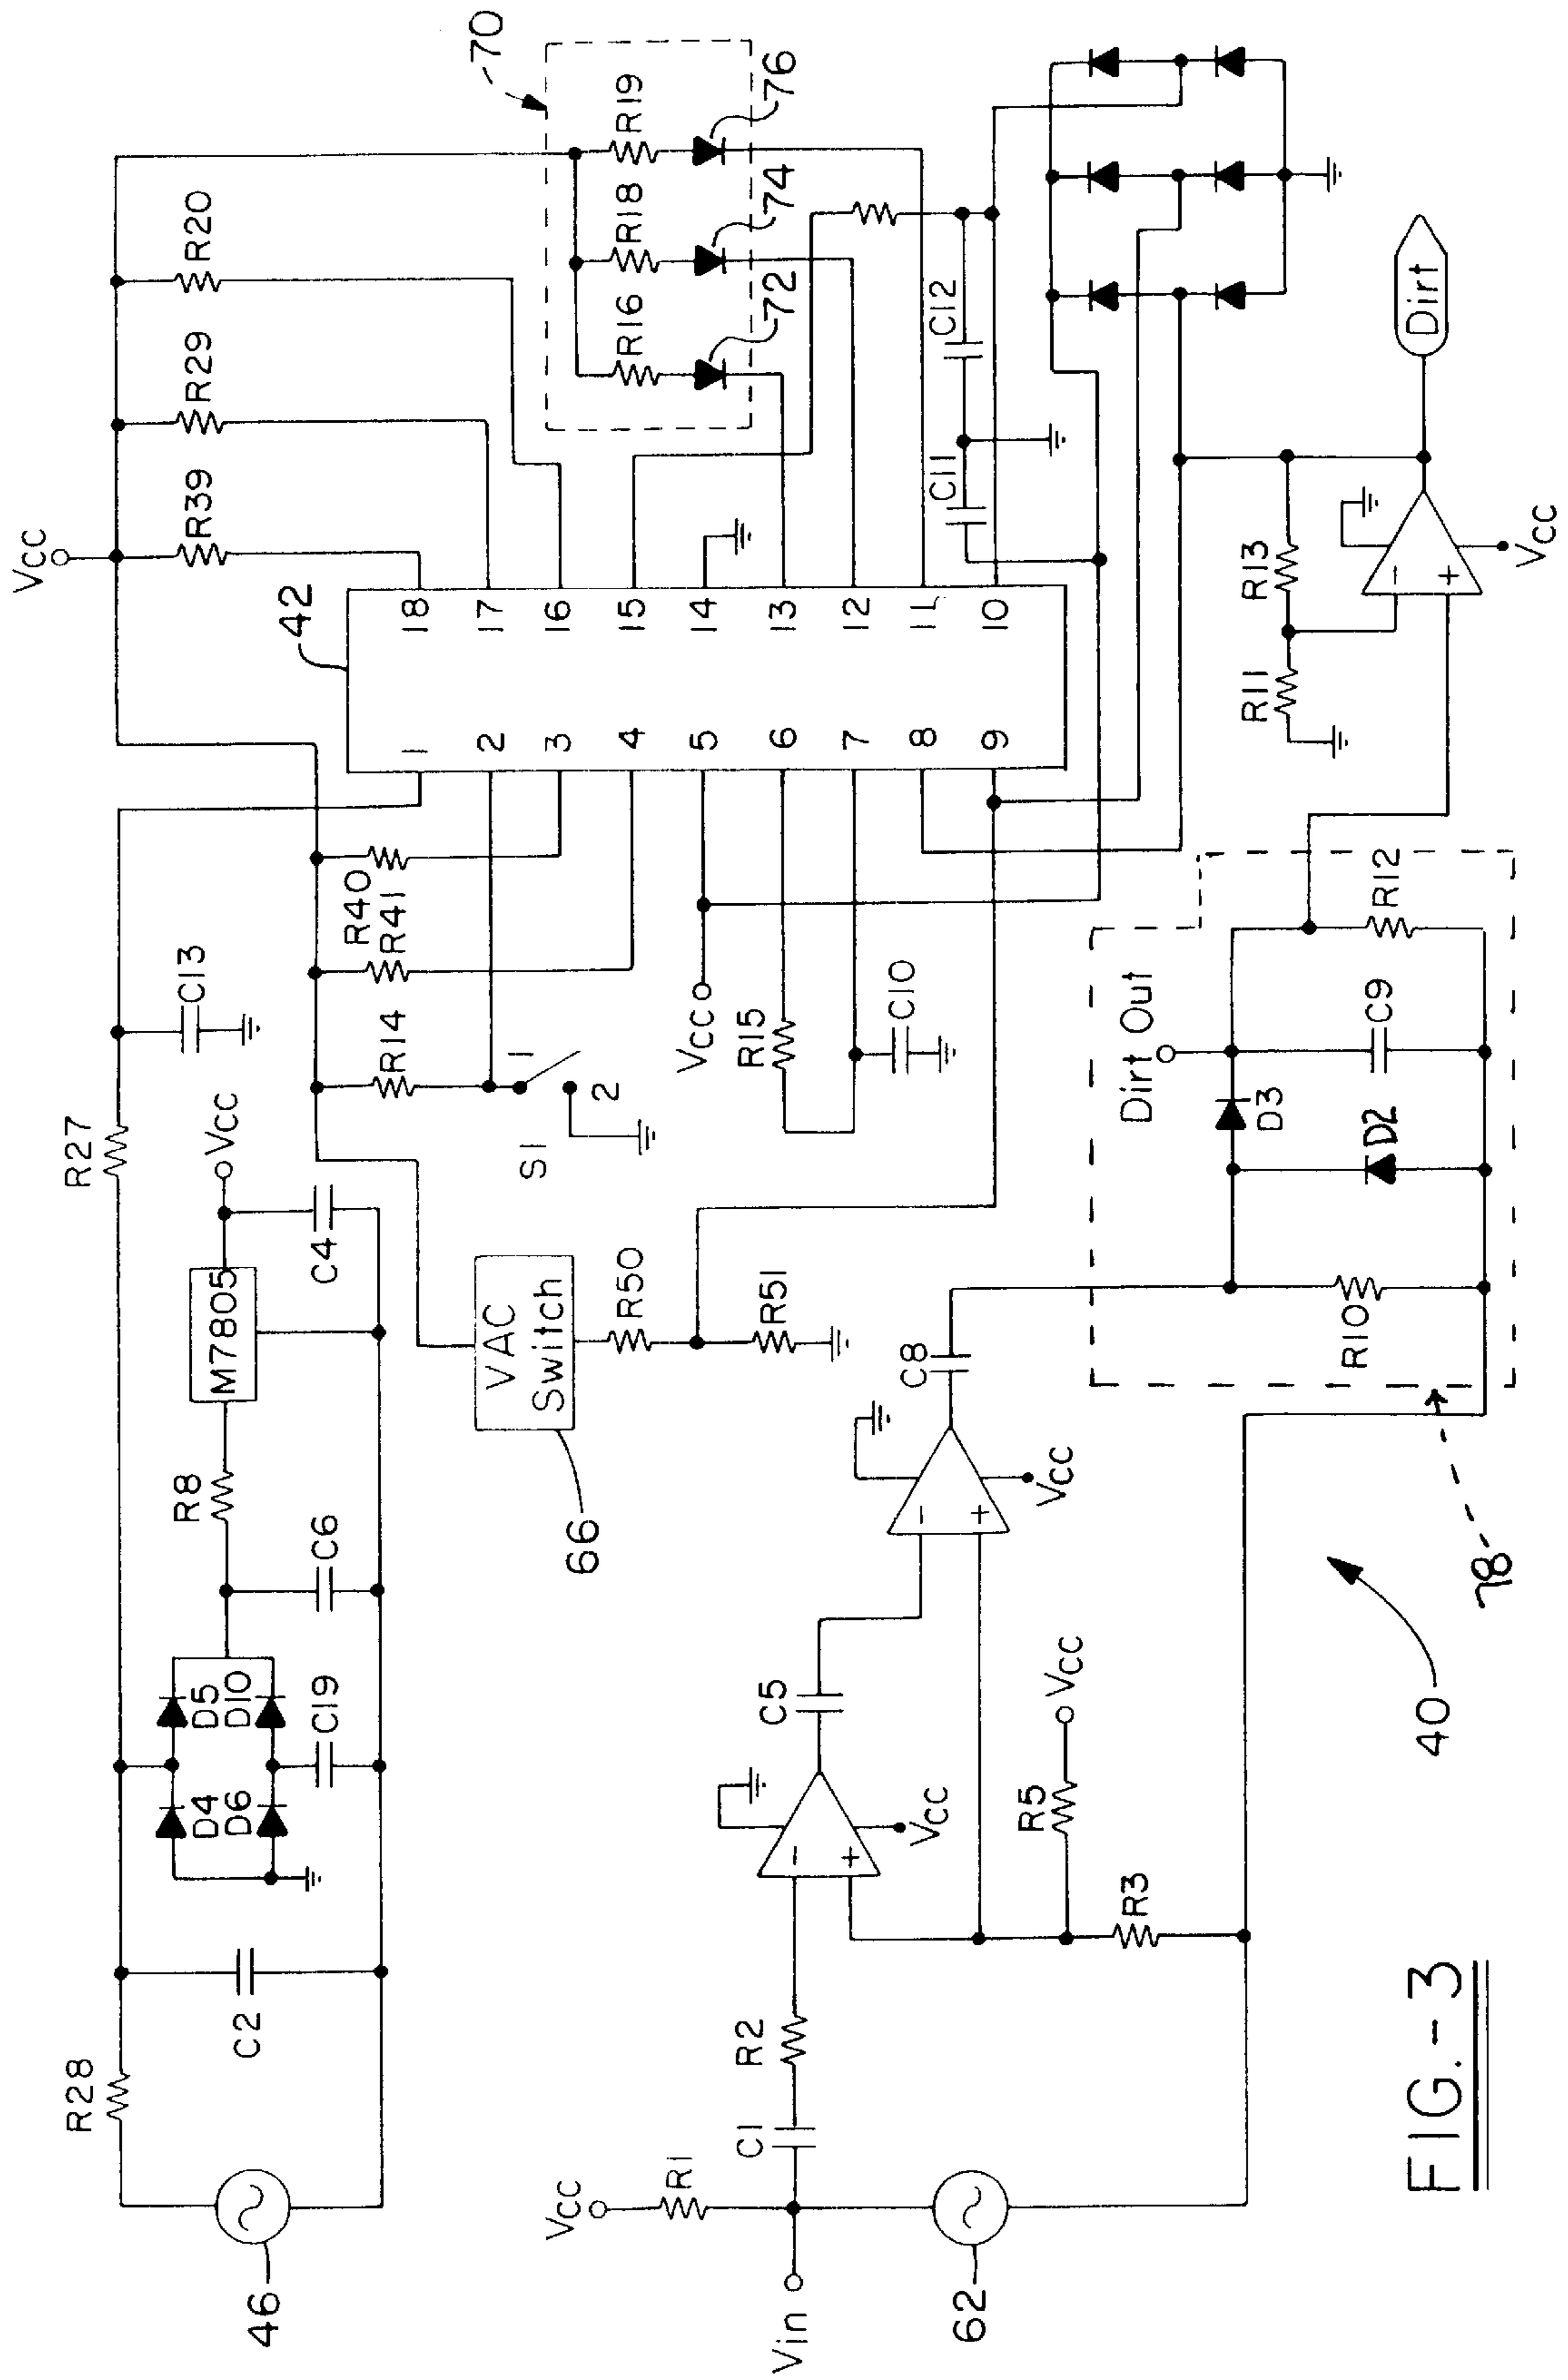 70
Vcc
R39
R29
R20
R16
R18
R19
72
74
76
42
1
2
3
4
5
6
7
8
9
18
17
16
15
14
13
12
11
10
C11
C12
R27
C13
R40
R41
R14
S1
1
2
Vcc
R15
C10
Vcc
M7805
C4
R8
C6
D5
D10
D4
D6
C19
C2
R28
46
VAC
Switch
66
R50
R51
Dirt
R13
R11
-
+
Vcc
Dirt Out
R12
C9
D3
D2
R10
78
C8
-
+
Vcc
C5
-
+
Vcc
R5
Vcc
R3
R2
C1
R1
Vcc
Vin
62
40
FIG.-3